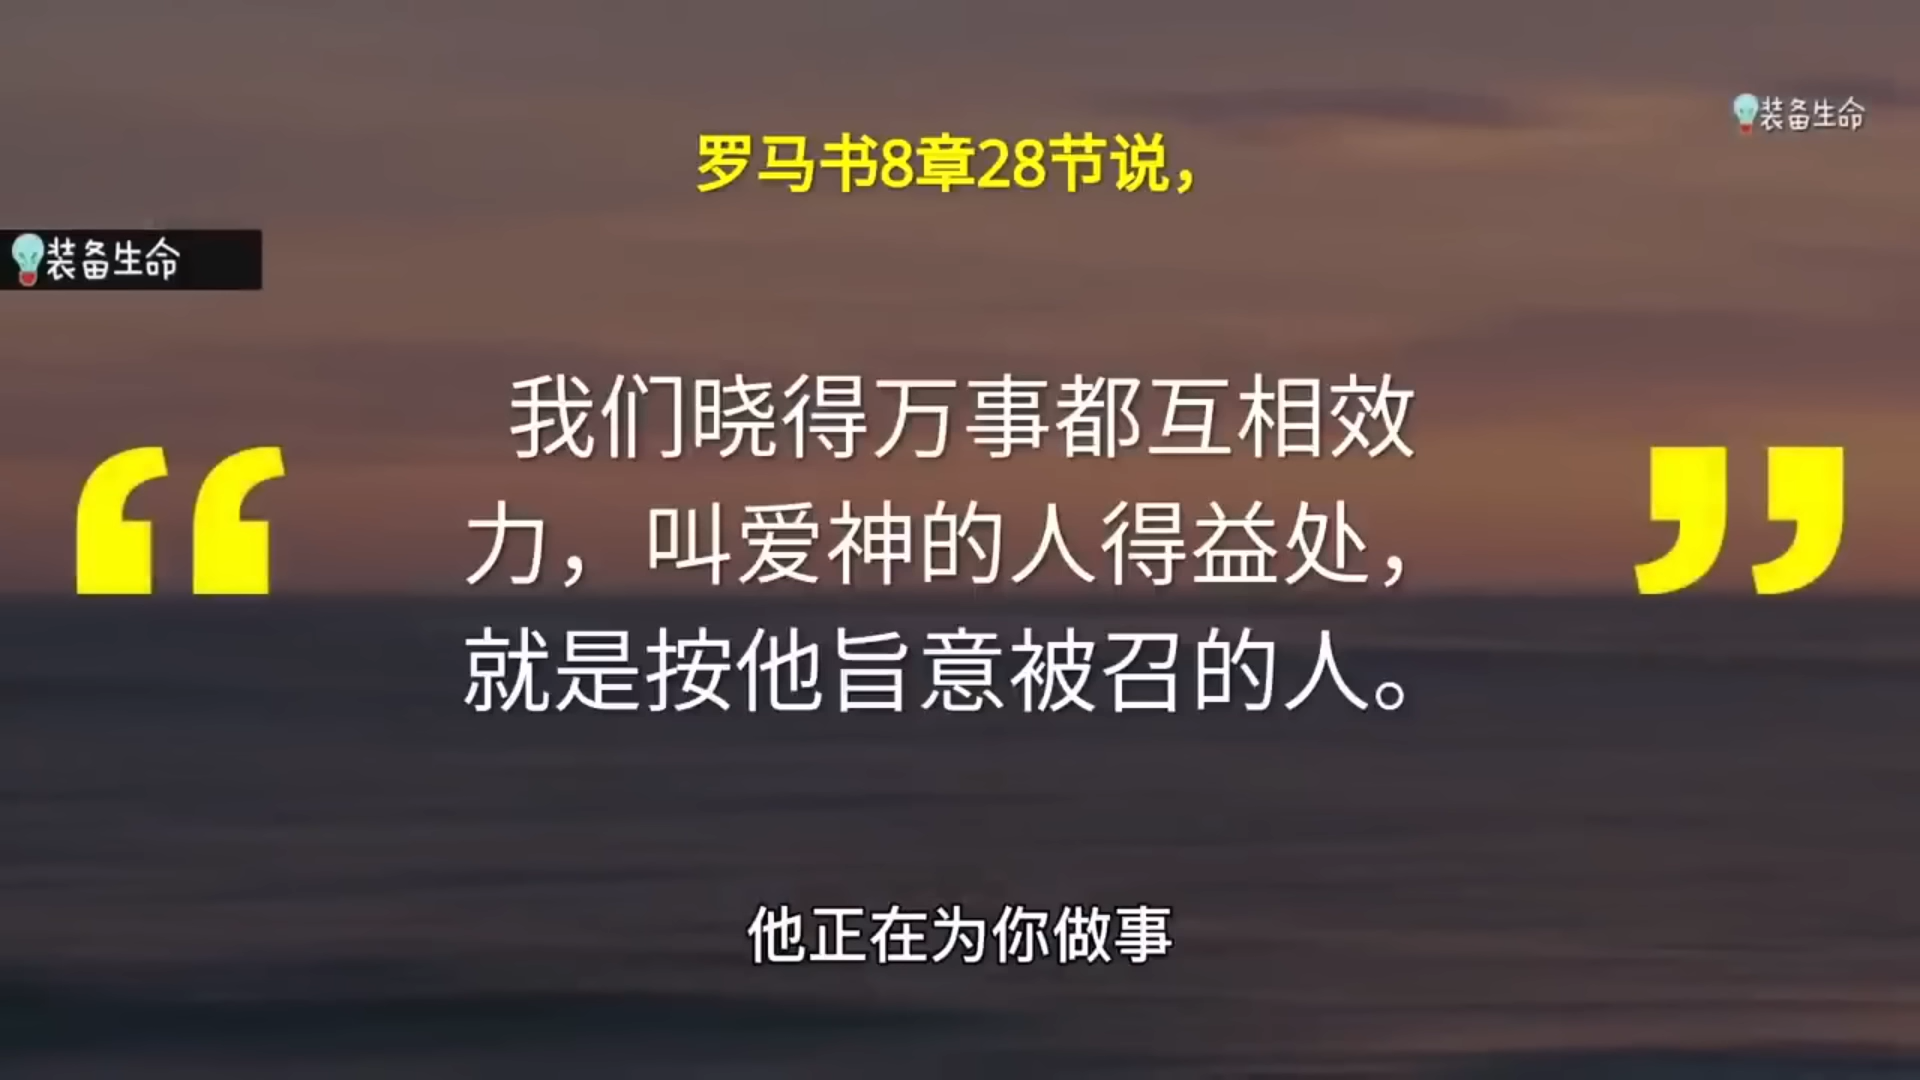 装备生命
罗马书8章28节说，
装备生命
“我们晓得万事都互相效
力，叫爱神的人得益处，
就是按他旨意被召的人。”
他正在为你做事